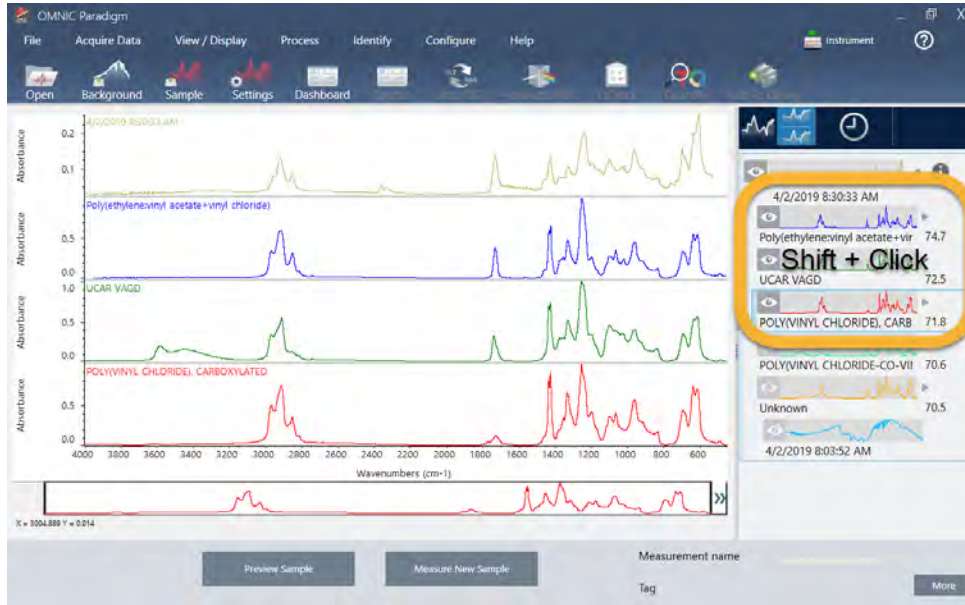 OMNIC Paradigm
File Acquire Data View / Display Process Identify Configure Help Instrument ?
Open Background Sample Settings Dashboard
4/2/2019 8:30:33 AM
Absorbance 0.2 0.1
Poly(ethylene:vinyl acetate+vinyl chloride)
Absorbance 0.5 0.0
UCAR VAGD
Absorbance 1.0 0.5 0.0
POLY(VINYL CHLORIDE), CARBOXYLATED
Absorbance 0.5 0.0
4000 3800 3600 3400 3200 3000 2800 2600 2400 2200 2000 1800 1600 1400 1200 1000 800 600
Wavenumbers (cm-1)
X = 3004.889 Y = 0.014
4/2/2019 8:30:33 AM
Poly(ethylene:vinyl acetate+vir 74.7
Shift + Click
UCAR VAGD 72.5
POLY(VINYL CHLORIDE), CARB 71.8
POLY(VINYL CHLORIDE-CO-VII 70.6
Unknown 70.5
4/2/2019 8:03:52 AM
Preview Sample Measure New Sample
Measurement name
Tag
More